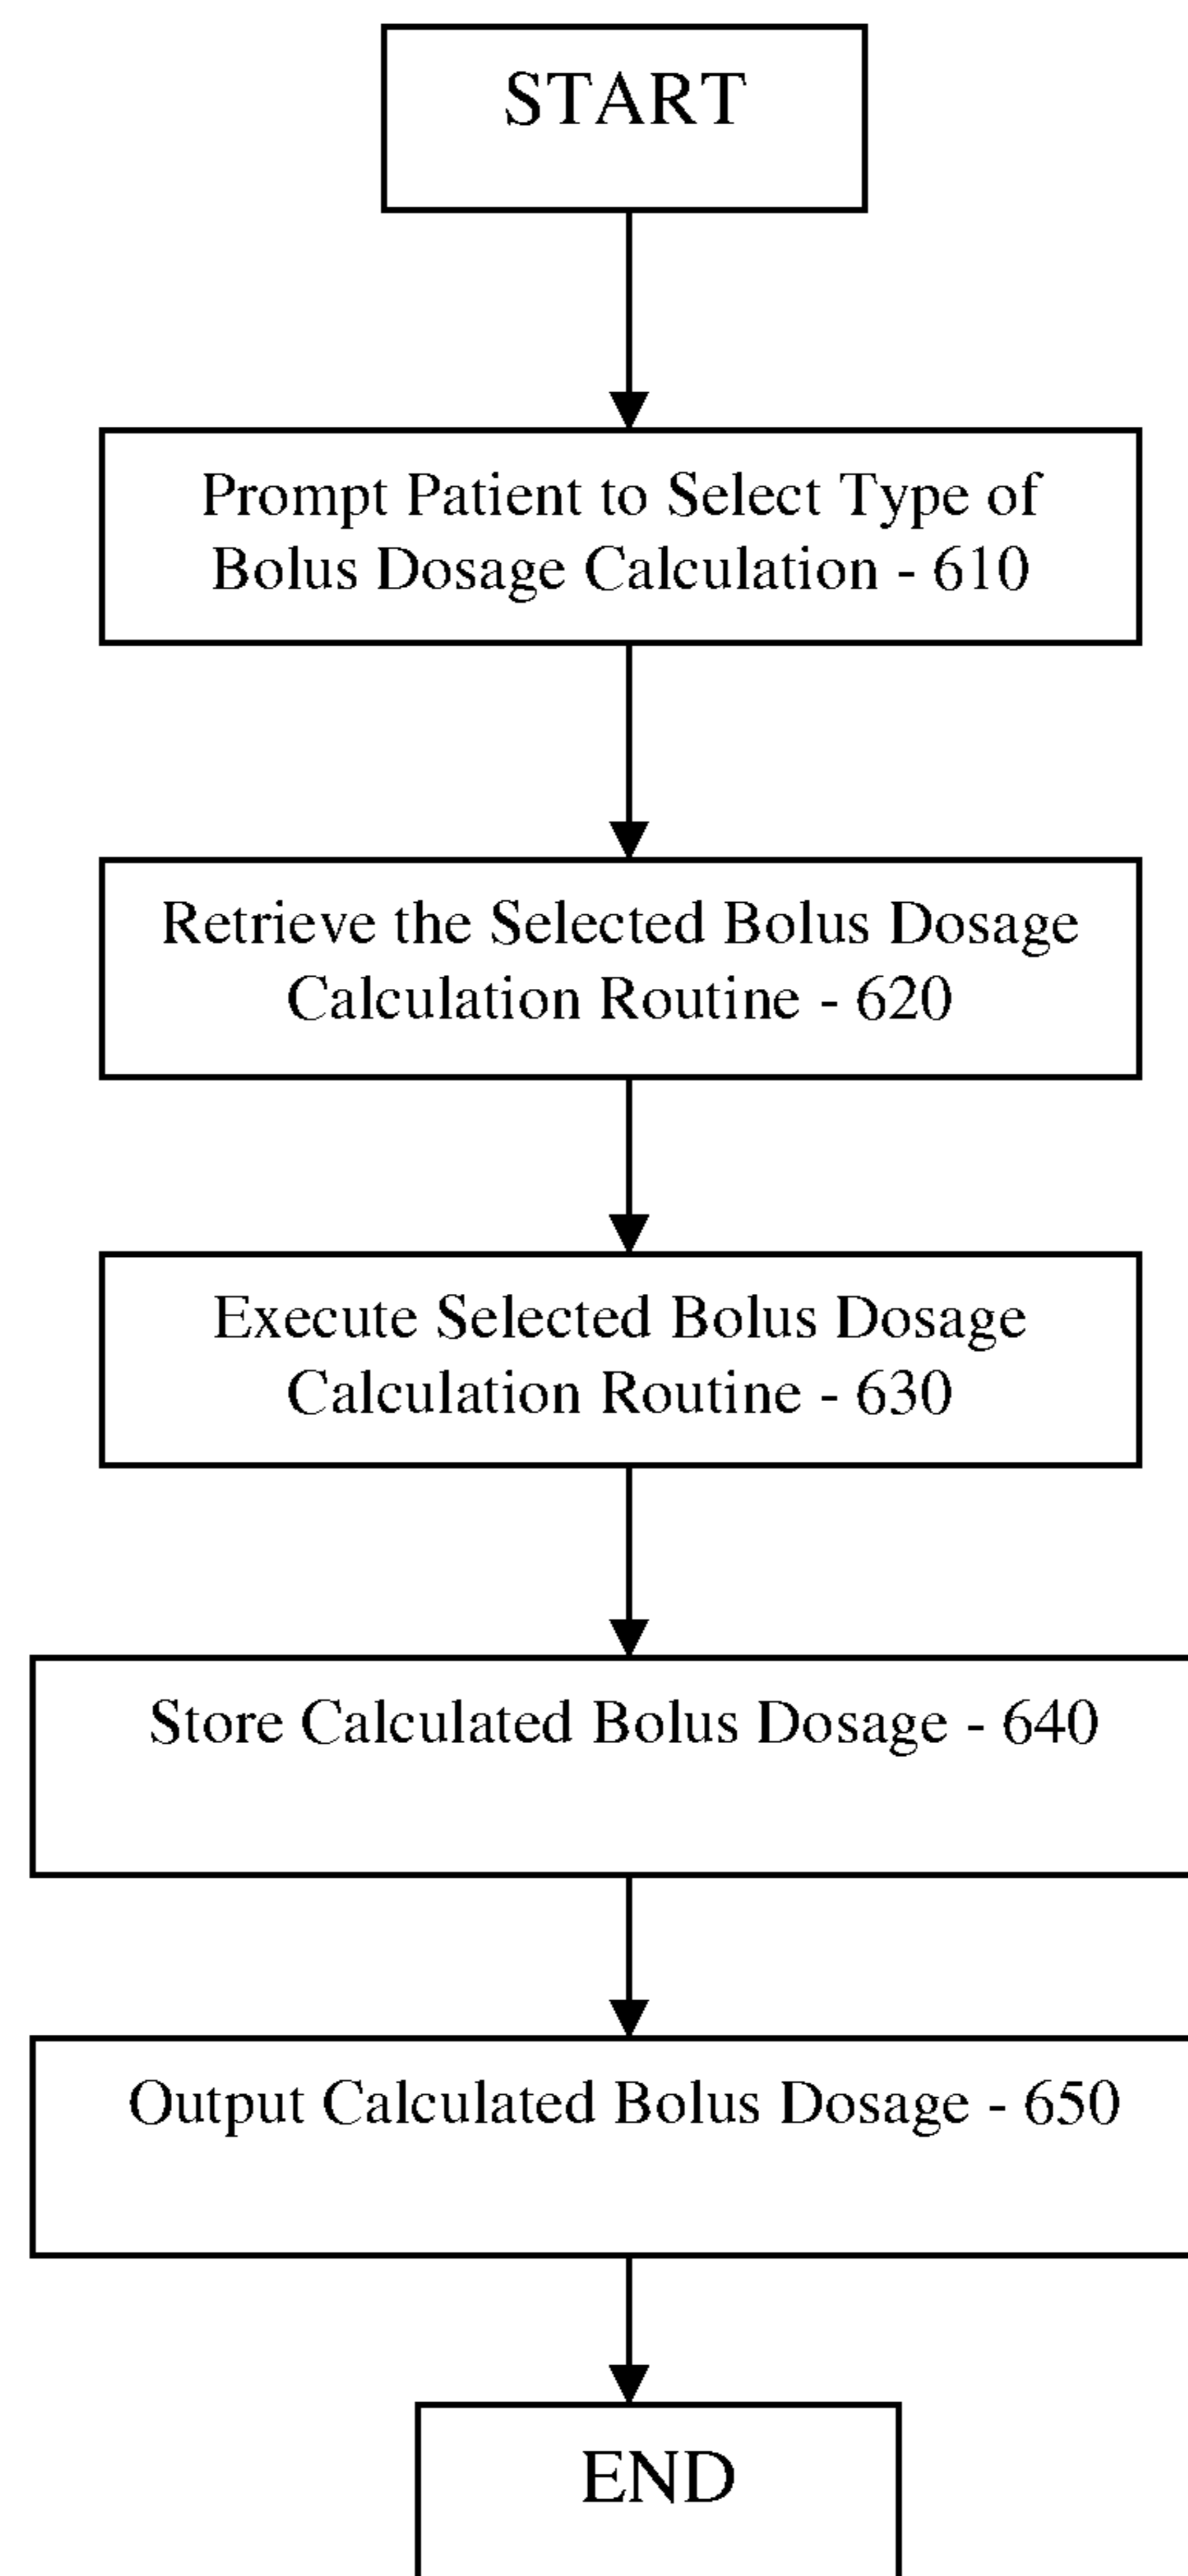 START
Prompt Patient to Select Type of
Bolus Dosage Calculation - 610
Retrieve the Selected Bolus Dosage
Calculation Routine - 620
Execute Selected Bolus Dosage
Calculation Routine - 630
Store Calculated Bolus Dosage - 640
Output Calculated Bolus Dosage - 650
END